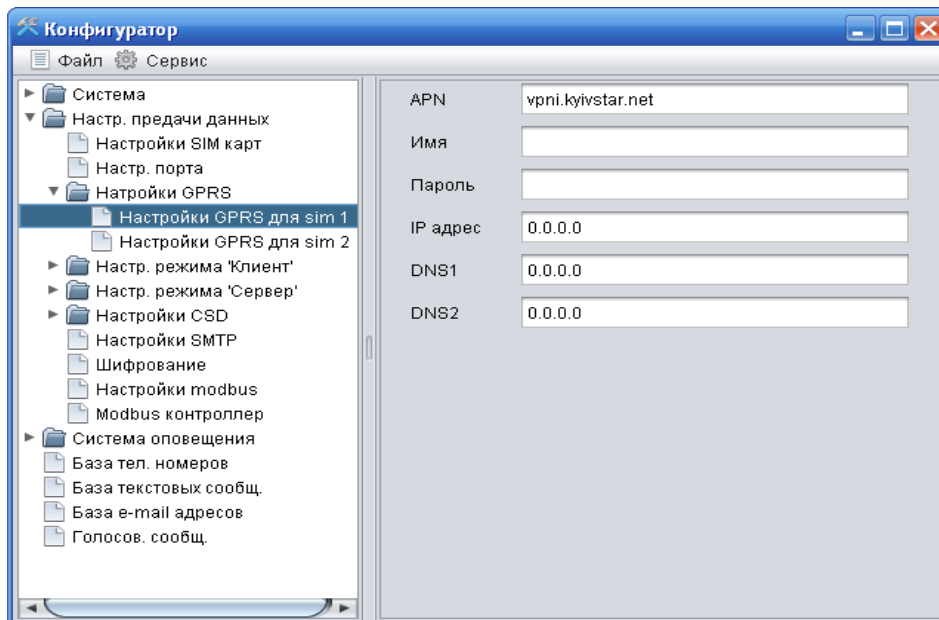 Конфигуратор
Файл Сервис
Система
Настр. предачи данных
Настройки SIM карт
Настр. порта
Натройки GPRS
Настройки GPRS для sim 1
Настройки GPRS для sim 2
Настр. режима 'Клиент'
Настр. режима 'Сервер'
Настройки CSD
Настройки SMTP
Шифрование
Настройки modbus
Modbus контроллер
Система оповещения
База тел. номеров
База текстовых сообщ.
База e-mail адресов
Голосов. сообщ.
APN vpni.kyivstar.net
Имя
Пароль
IP адрес 0.0.0.0
DNS1 0.0.0.0
DNS2 0.0.0.0